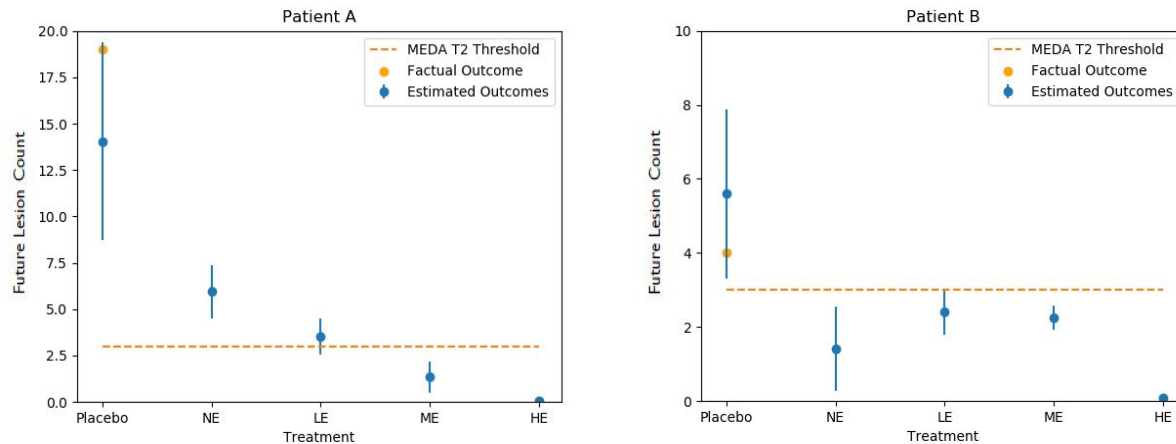 Patient A
20.0
17.5
15.0
12.5
10.0
7.5
5.0
2.5
0.0
Future Lesion Count
MEDA T2 Threshold
Factual Outcome
Estimated Outcomes
Placebo NE LE ME HE
Treatment
Patient B
10
8
6
4
2
0
Future Lesion Count
MEDA T2 Threshold
Factual Outcome
Estimated Outcomes
Placebo NE LE ME HE
Treatment